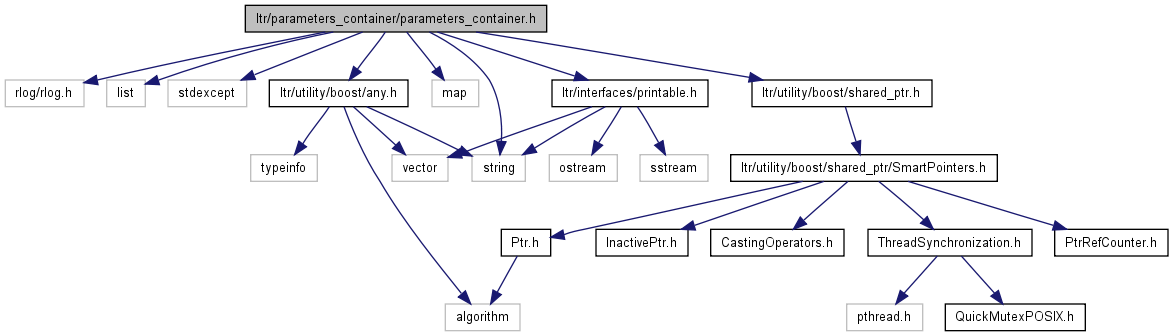 ltr/parameters_container/parameters_container.h
rlog/rlog.h
list
stdexcept
ltr/utility/boost/any.h
map
ltr/interfaces/printable.h
ltr/utility/boost/shared_ptr.h
typeinfo
vector
string
ostream
sstream
ltr/utility/boost/shared_ptr/SmartPointers.h
Ptr.h
InactivePtr.h
CastingOperators.h
ThreadSynchronization.h
PtrRefCounter.h
algorithm
pthread.h
QuickMutexPOSIX.h